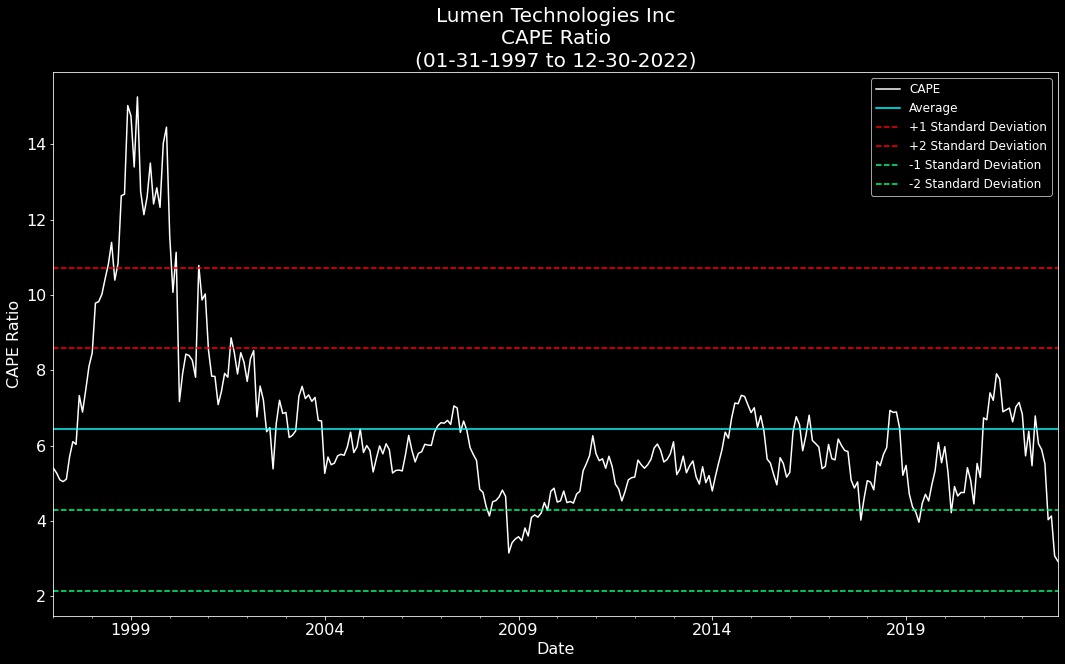 Lumen Technologies Inc
CAPE Ratio
(01-31-1997 to 12-30-2022)
CAPE
Average
+1 Standard Deviation
+2 Standard Deviation
-1 Standard Deviation
-2 Standard Deviation
CAPE Ratio
14
12
10
8
6
4
2
1999 2004 2009 2014 2019
Date